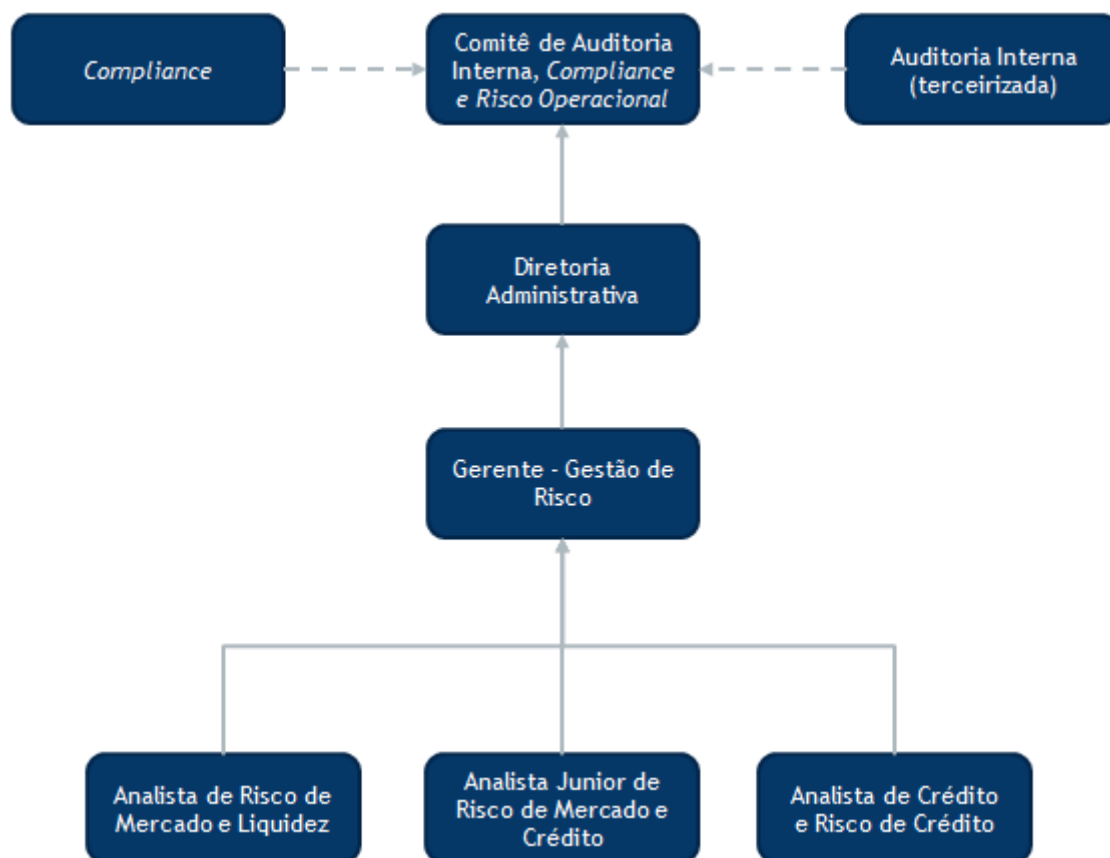 Compliance
Comitê de Auditoria
Interna, Compliance
e Risco Operacional
Auditoria Interna
(terceirizada)
Diretoria
Administrativa
Gerente - Gestão de
Risco
Analista de Risco de
Mercado e Liquidez
Analista Junior de
Risco de Mercado e
Crédito
Analista de Crédito
e Risco de Crédito